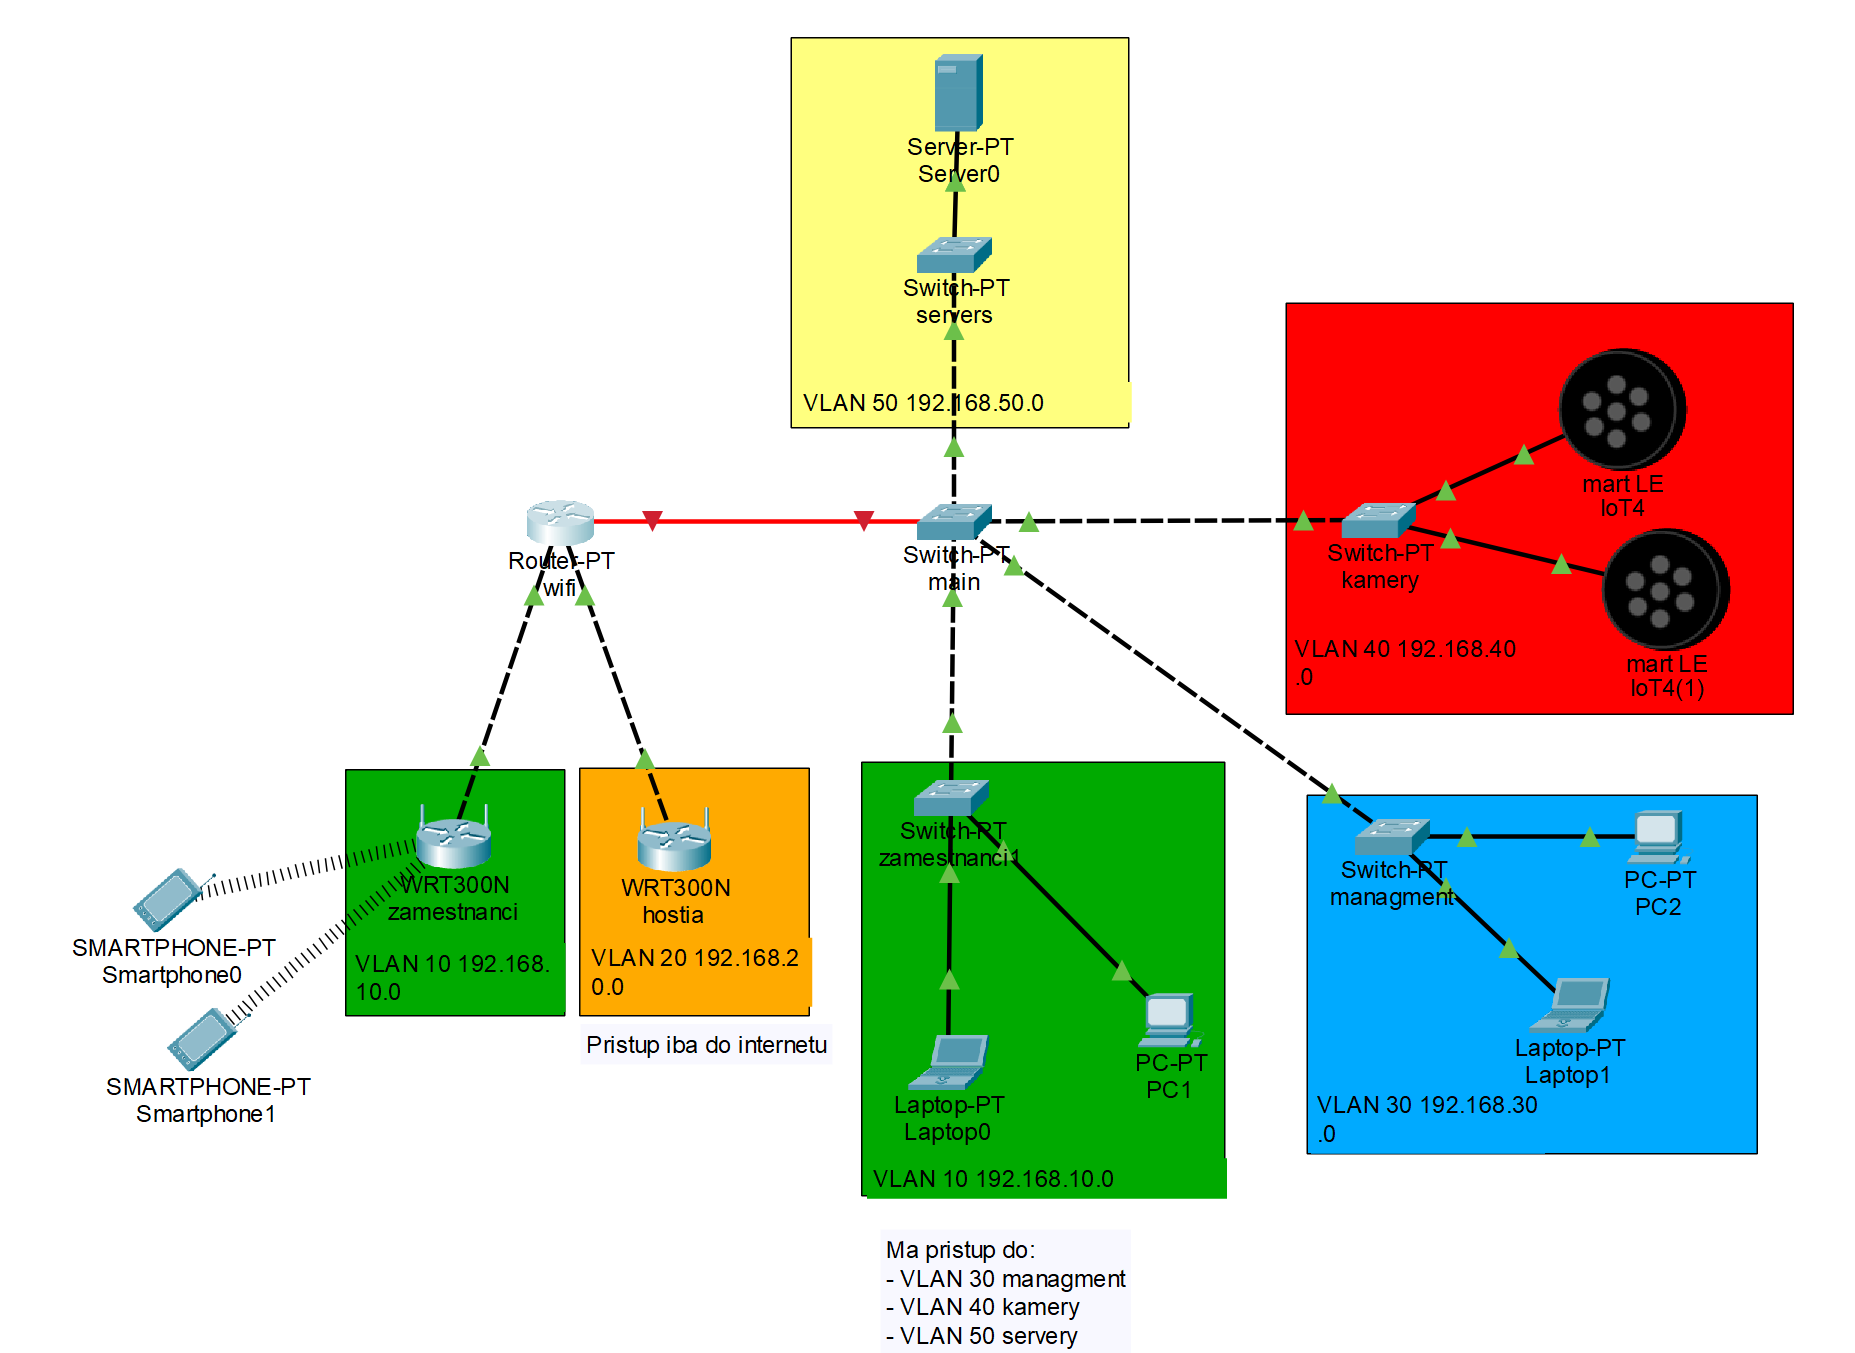 Server-PT
Server0
Switch-PT
servers
VLAN 50 192.168.50.0
Router-PT
wifi
Switch-PT
main
Switch-PT
kamery
mart LE
IoT4
mart LE
IoT4(1)
VLAN 40 192.168.40
.0
WRT300N
zamestnanci
VLAN 10 192.168.
10.0
SMARTPHONE-PT
Smartphone0
SMARTPHONE-PT
Smartphone1
WRT300N
hostia
VLAN 20 192.168.2
0.0
Pristup iba do internetu
Switch-PT
zamestnanci1
Laptop-PT
Laptop0
PC-PT
PC1
VLAN 10 192.168.10.0
Ma pristup do:
- VLAN 30 managment
- VLAN 40 kamery
- VLAN 50 servery
Switch-PT
managment
PC-PT
PC2
Laptop-PT
Laptop1
VLAN 30 192.168.30
.0